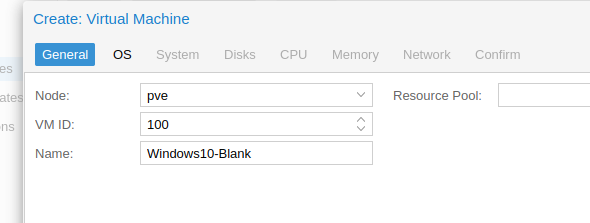 Create: Virtual Machine
General OS System Disks CPU Memory Network Confirm
Node: pve Resource Pool:
VM ID: 100
Name: Windows10-Blank